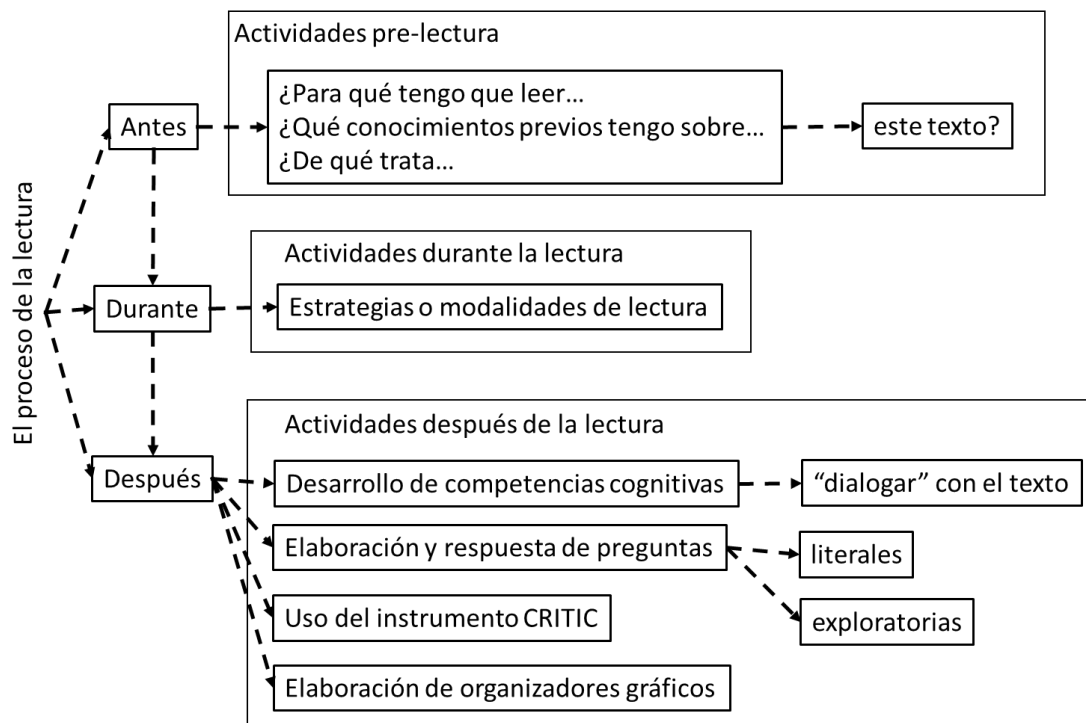 El proceso de la lectura
Antes
Actividades pre-lectura
¿Para qué tengo que leer...
¿Qué conocimientos previos tengo sobre...
¿De qué trata...
este texto?
Durante
Actividades durante la lectura
Estrategias o modalidades de lectura
Después
Actividades después de la lectura
Desarrollo de competencias cognitivas
“dialogar” con el texto
Elaboración y respuesta de preguntas
literales
exploratorias
Uso del instrumento CRITIC
Elaboración de organizadores gráficos